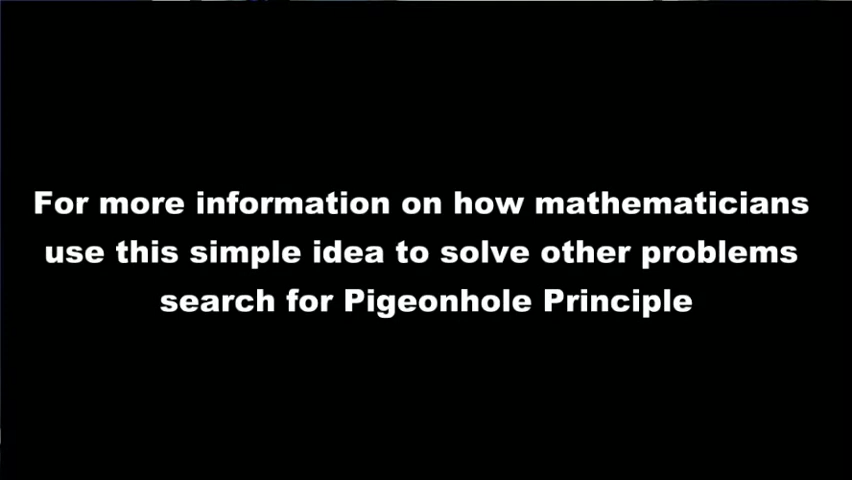 For more information on how mathematicians
use this simple idea to solve other problems
search for Pigeonhole Principle